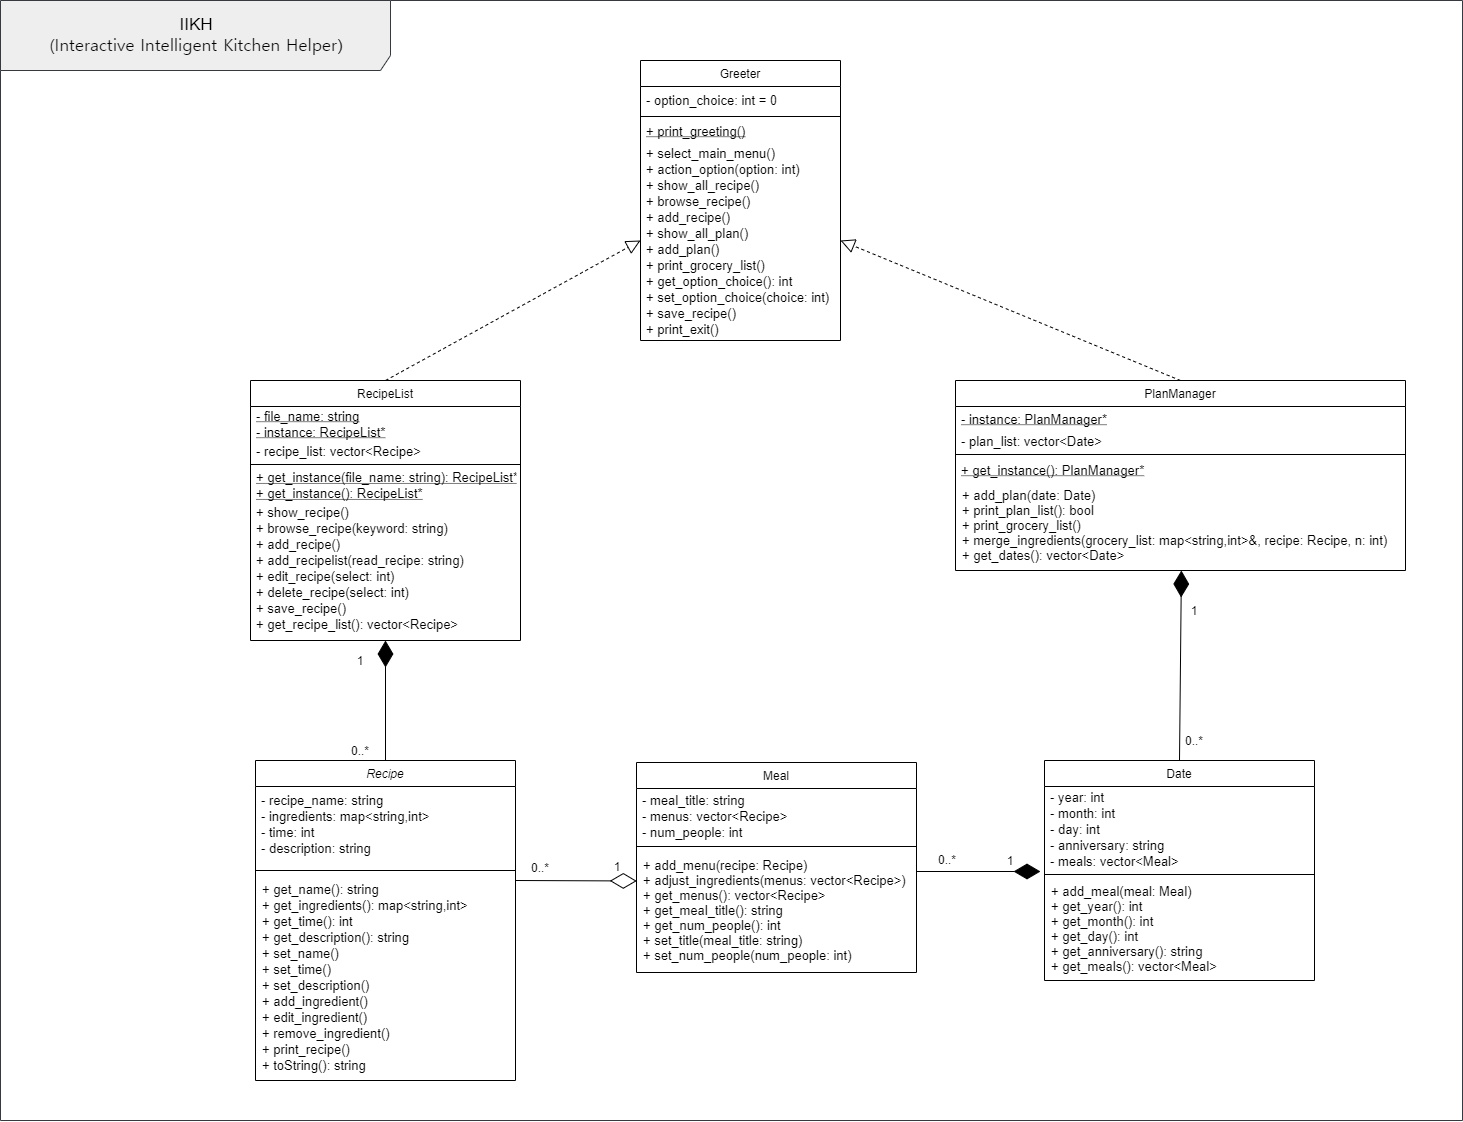 IIKH
(Interactive Intelligent Kitchen Helper)
Greeter
- option_choice: int = 0
+ print_greeting()
+ select_main_menu()
+ action_option(option: int)
+ show_all_recipe()
+ browse_recipe()
+ add_recipe()
+ show_all_plan()
+ add_plan()
+ print_grocery_list()
+ get_option_choice(): int
+ set_option_choice(choice: int)
+ save_recipe()
+ print_exit()
RecipeList
- file_name: string
- instance: RecipeList*
- recipe_list: vector<Recipe>
+ get_instance(file_name: string): RecipeList*
+ get_instance(): RecipeList*
+ show_recipe()
+ browse_recipe(keyword: string)
+ add_recipe()
+ add_recipelist(read_recipe: string)
+ edit_recipe(select: int)
+ delete_recipe(select: int)
+ save_recipe()
+ get_recipe_list(): vector<Recipe>
PlanManager
- instance: PlanManager*
- plan_list: vector<Date>
+ get_instance(): PlanManager*
+ add_plan(date: Date)
+ print_plan_list(): bool
+ print_grocery_list()
+ merge_ingredients(grocery_list: map<string,int>&, recipe: Recipe, n: int)
+ get_dates(): vector<Date>
1
0..*
1
0..*
Recipe
- recipe_name: string
- ingredients: map<string,int>
- time: int
- description: string
+ get_name(): string
+ get_ingredients(): map<string,int>
+ get_time(): int
+ get_description(): string
+ set_name()
+ set_time()
+ set_description()
+ add_ingredient()
+ edit_ingredient()
+ remove_ingredient()
+ print_recipe()
+ toString(): string
0..*
1
Meal
- meal_title: string
- menus: vector<Recipe>
- num_people: int
+ add_menu(recipe: Recipe)
+ adjust_ingredients(menus: vector<Recipe>)
+ get_menus(): vector<Recipe>
+ get_meal_title(): string
+ get_num_people(): int
+ set_title(meal_title: string)
+ set_num_people(num_people: int)
0..*
1
Date
- year: int
- month: int
- day: int
- anniversary: string
- meals: vector<Meal>
+ add_meal(meal: Meal)
+ get_year(): int
+ get_month(): int
+ get_day(): int
+ get_anniversary(): string
+ get_meals(): vector<Meal>